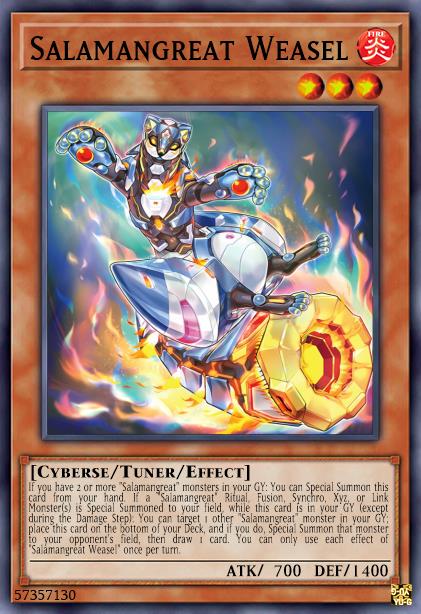 Salamangreat Weasel
FIRE
炎
[Cyberse/Tuner/Effect]
If you have 2 or more "Salamangreat" monsters in your GY: You can Special Summon this
card from your hand. If a "Salamangreat" Ritual, Fusion, Synchro, Xyz, or Link
Monster(s) is Special Summoned to your field, while this card is in your GY (except
during the Damage Step): You can target 1 other "Salamangreat" monster in your GY;
place this card on the bottom of your Deck, and if you do, Special Summon that monster
to your opponent's field, then draw 1 card. You can only use each effect of
"Salamangreat Weasel" once per turn.
ATK/ 700 DEF/1400
57357130